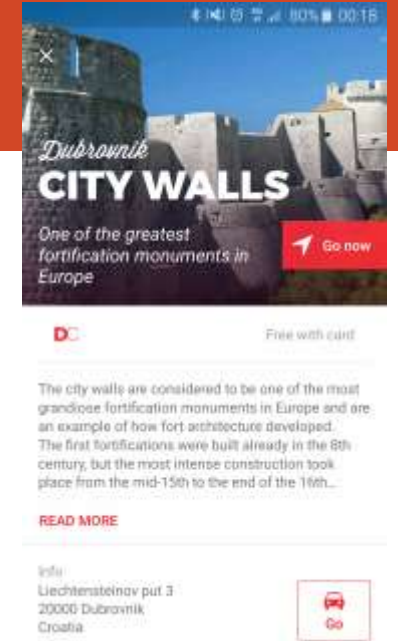 80% 00:18
Dubrovnik
CITY WALLS
One of the greatest
fortification monuments in
Europe
Go now
DC
Free with card
The city walls are considered to be one of the most
grandiose fortification monuments in Europe and are
an example of how fort architecture developed.
The first fortifications were built already in the 8th
century, but the most intense construction took
place from the mid-15th to the end of the 16th...
READ MORE
Info
Liechtensteinov put 3
20000 Dubrovnik
Croatia
Go